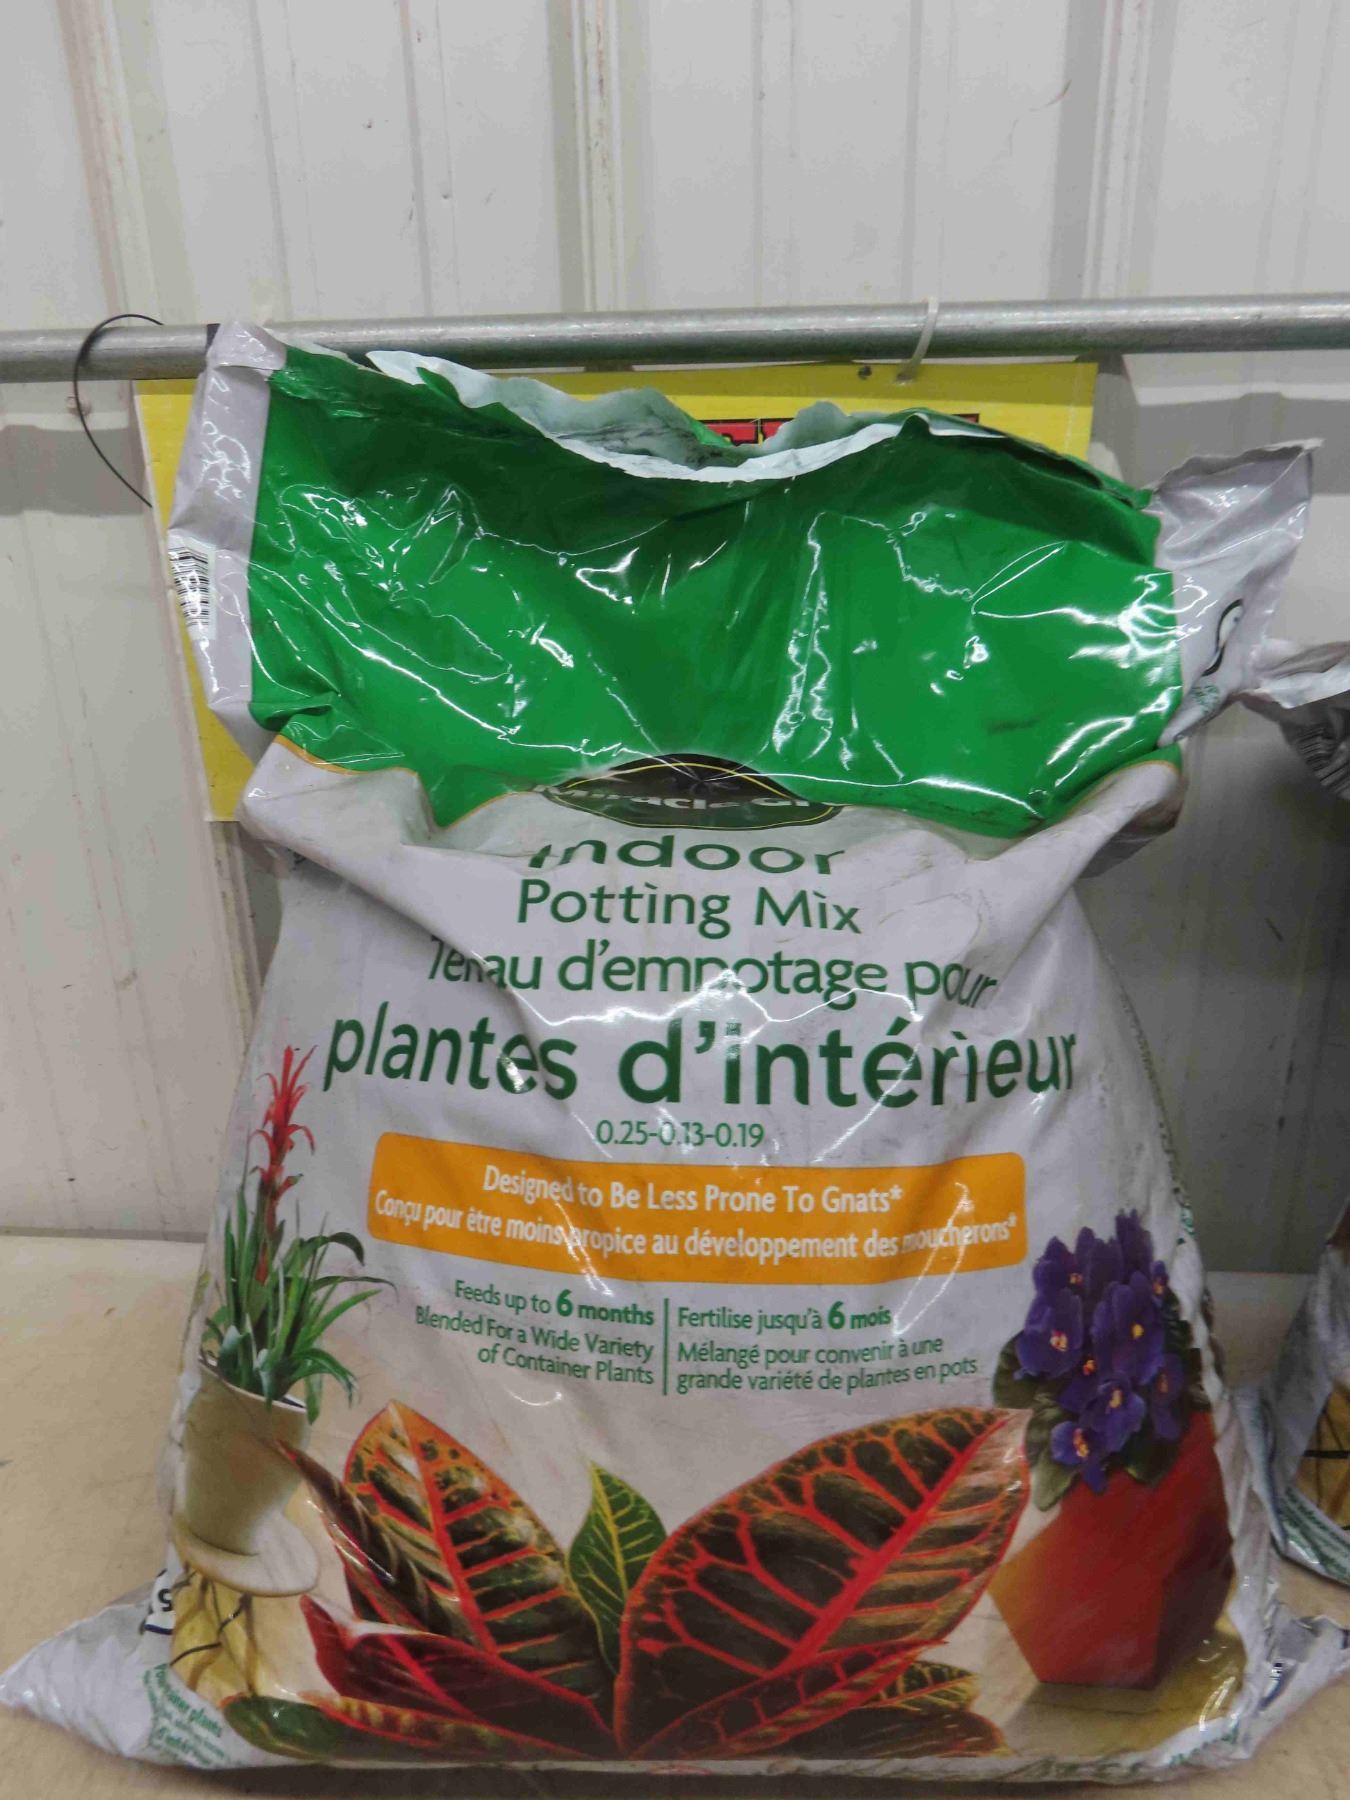 Indoor
Potting Mix
Terreau d'empotage pour
plantes d'intérieur
0.25-0.13-0.19
Designed to Be Less Prone To Gnats*
Conçu pour être moins propice au développement des moucherons*
Feeds up to 6 months
Blended For a Wide Variety
of Container Plants
Fertilise jusqu'à 6 mois
Mélangé pour convenir à une
grande variété de plantes en pots